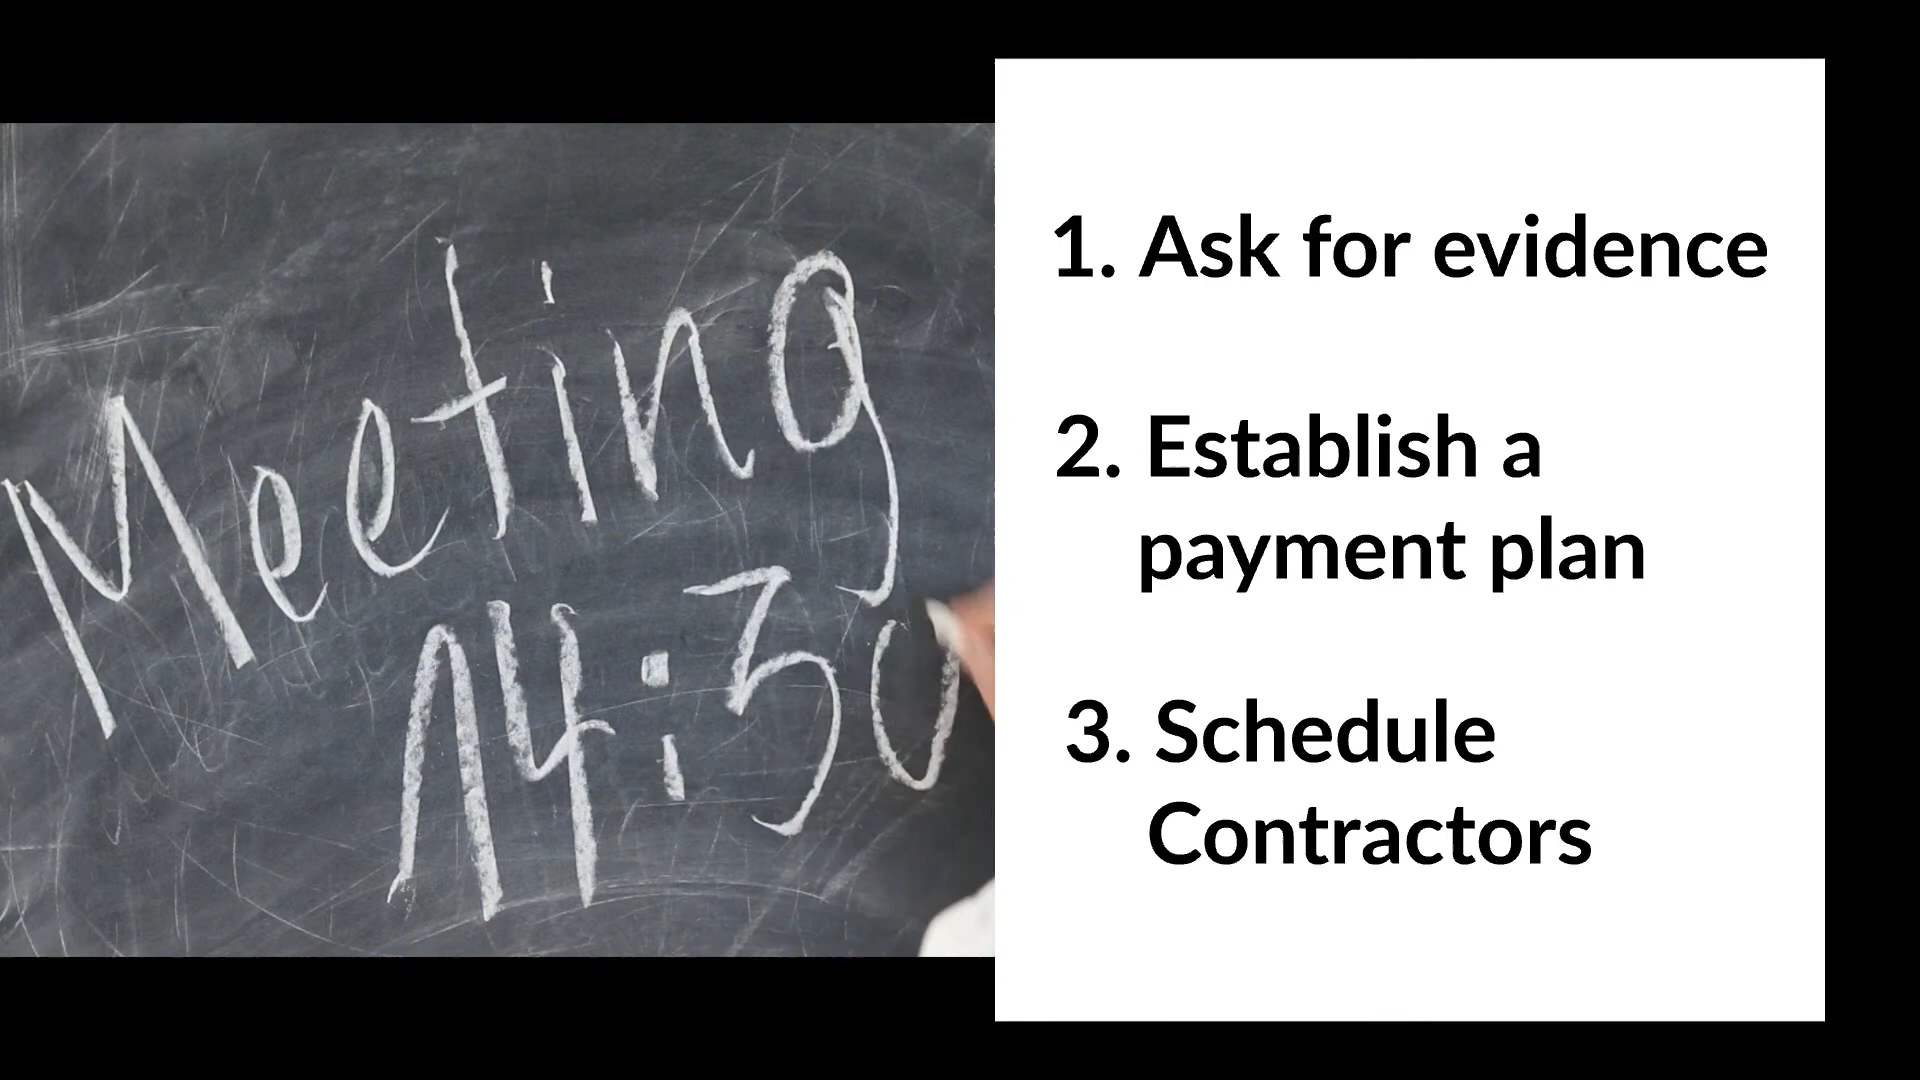 Meeting
14:30
1. Ask for evidence
2. Establish a
payment plan
3. Schedule
Contractors